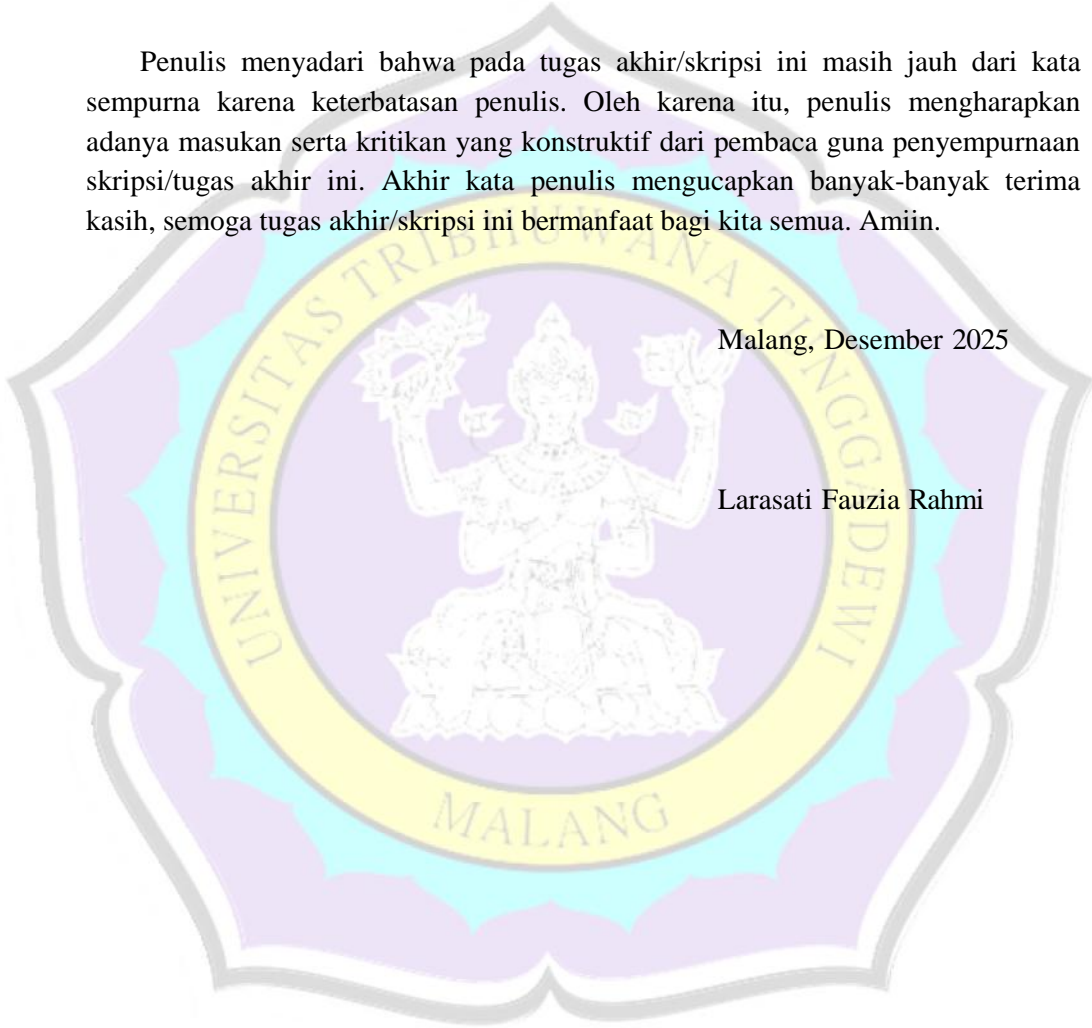 Penulis menyadari bahwa pada tugas akhir/skripsi ini masih jauh dari kata
sempurna karena keterbatasan penulis. Oleh karena itu, penulis mengharapkan
adanya masukan serta kritikan yang konstruktif dari pembaca guna penyempurnaan
skripsi/tugas akhir ini. Akhir kata penulis mengucapkan banyak-banyak terima
kasih, semoga tugas akhir/skripsi ini bermanfaat bagi kita semua. Amiin.
Malang, Desember 2025
Larasati Fauzia Rahmi
UNIVERSITAS TRIBHUWANA TUNGGADEWI
MALANG